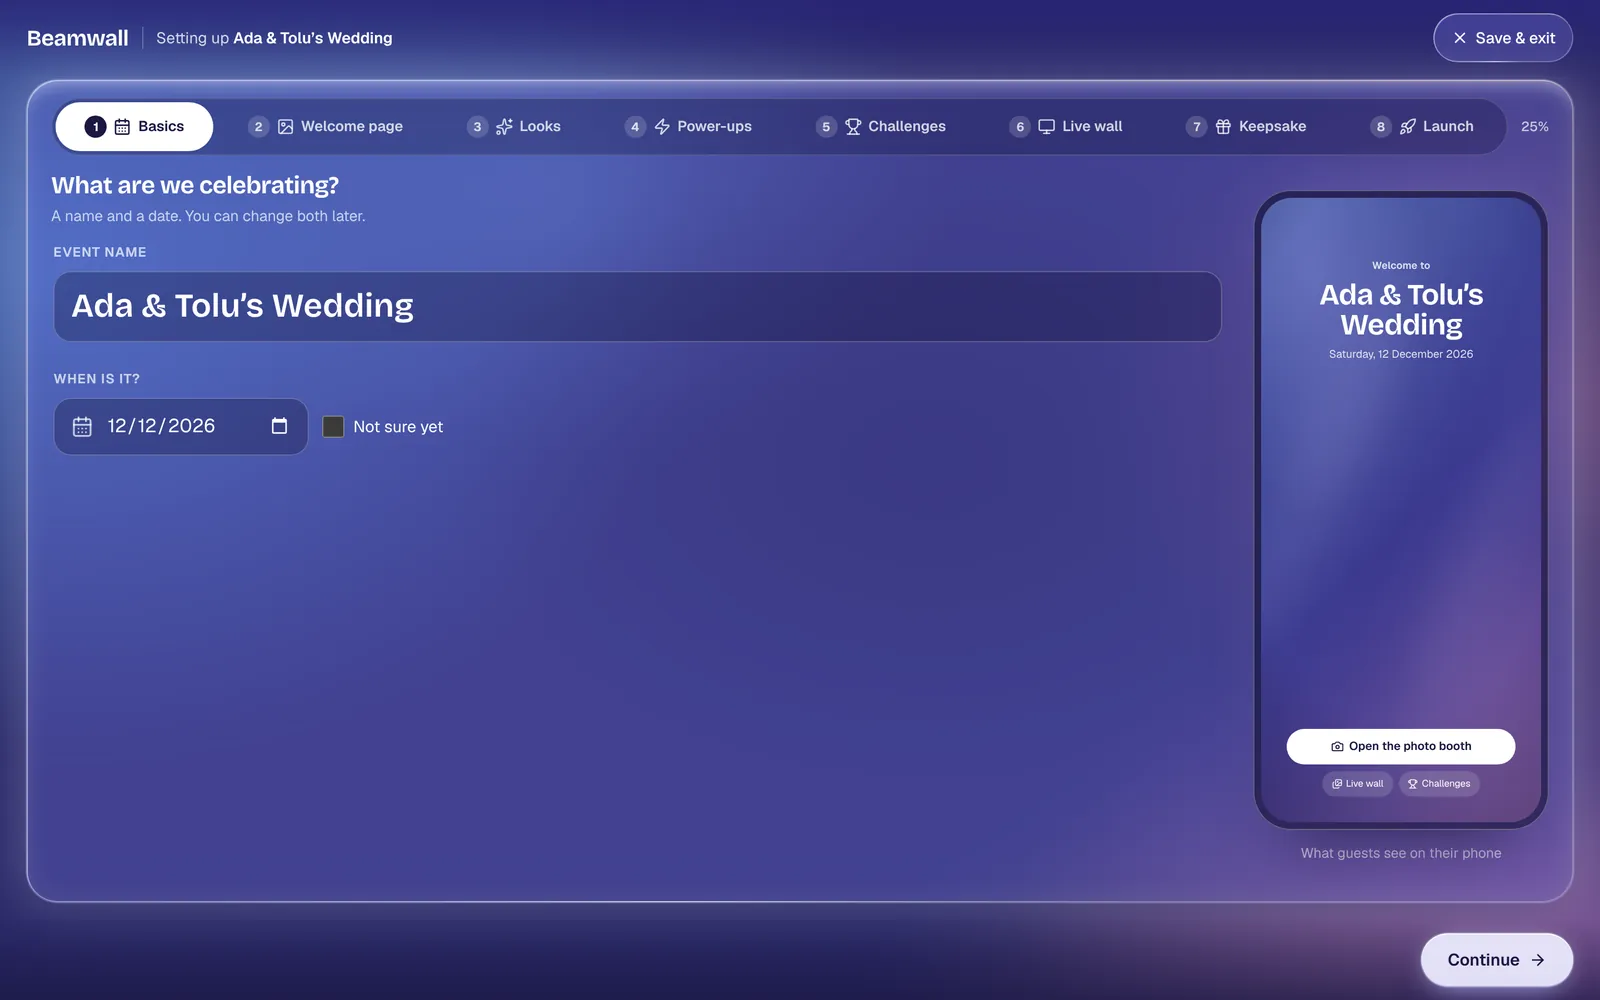 Beamwall
Setting up Ada & Tolu’s Wedding
Save & exit
1 Basics
2 Welcome page
3 Looks
4 Power-ups
5 Challenges
6 Live wall
7 Keepsake
8 Launch
25%
What are we celebrating?
A name and a date. You can change both later.
EVENT NAME
Ada & Tolu’s Wedding
WHEN IS IT?
12/12/2026
Not sure yet
Welcome to
Ada & Tolu’s
Wedding
Saturday, 12 December 2026
Open the photo booth
Live wall
Challenges
What guests see on their phone
Continue